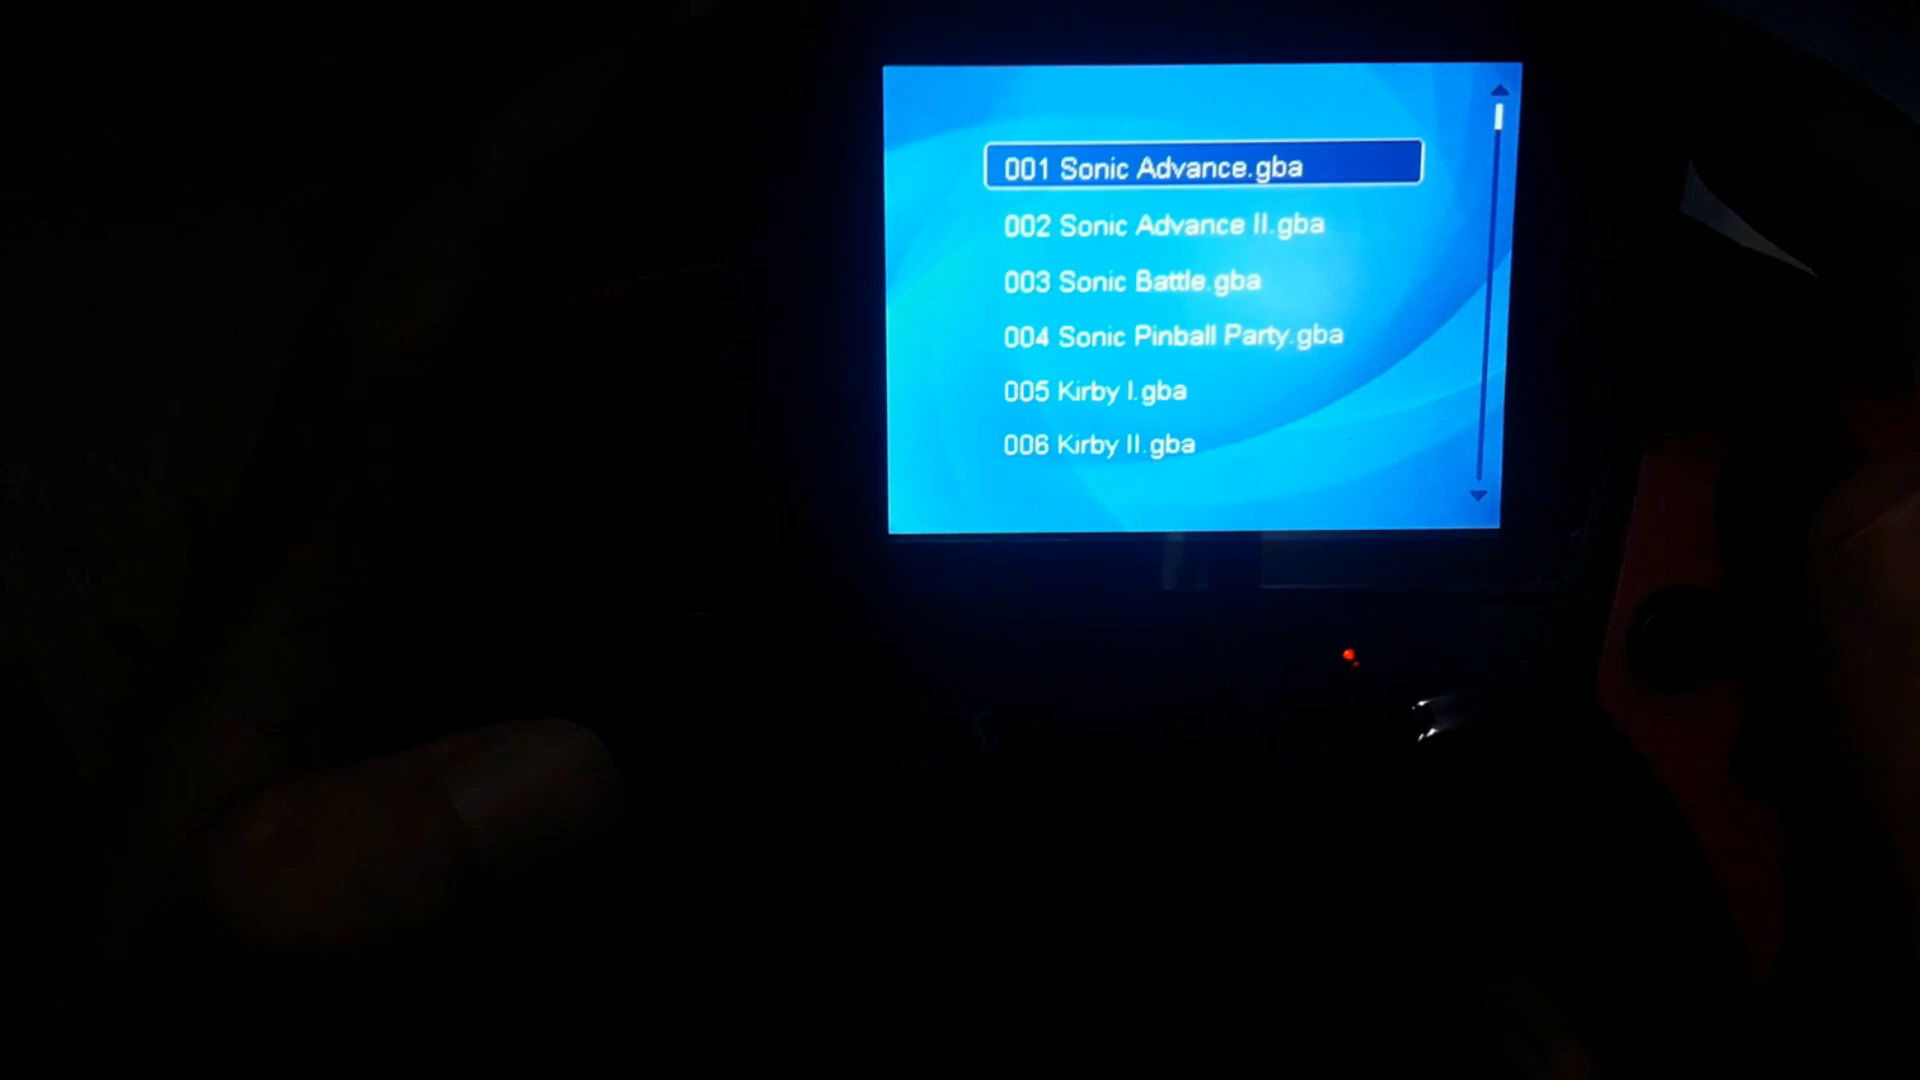 001 Sonic Advance.gba
002 Sonic Advance II.gba
003 Sonic Battle.gba
004 Sonic Pinball Party.gba
005 Kirby I.gba
006 Kirby II.gba